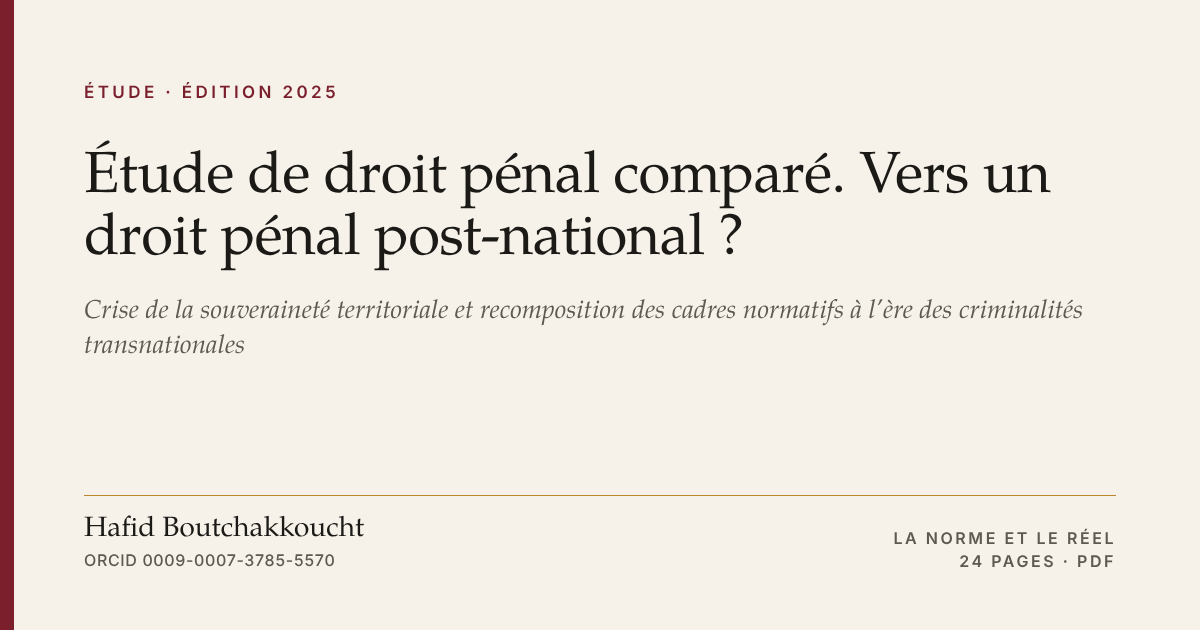 ÉTUDE · ÉDITION 2025
Étude de droit pénal comparé. Vers un
droit pénal post-national ?
Crise de la souveraineté territoriale et recomposition des cadres normatifs à l’ère des criminalités
transnationales
Hafid Boutchakkoucht
ORCID 0009-0007-3785-5570
LA NORME ET LE RÉEL
24 PAGES · PDF